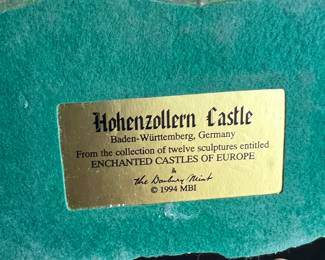 Hohenzollern Castle
Baden-Württemberg, Germany
From the collection of twelve sculptures entitled
ENCHANTED CASTLES OF EUROPE
&
the Danbury Mint
© 1994 MBI